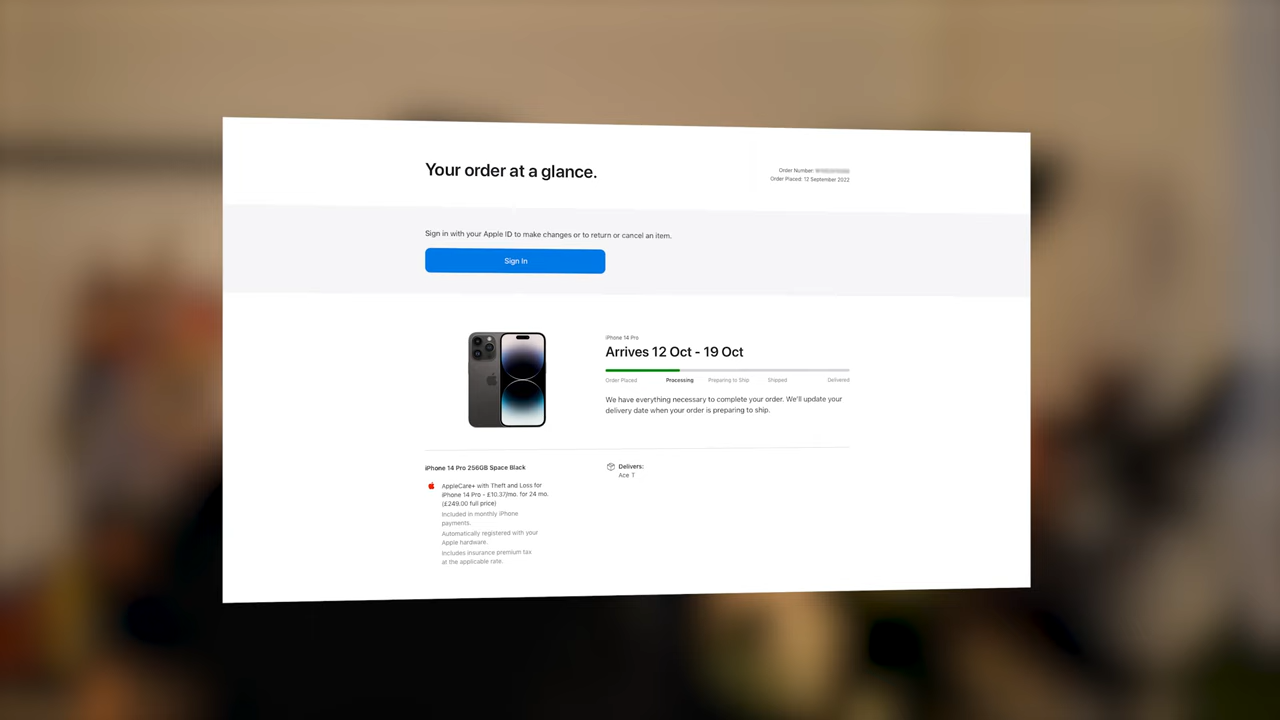 Your order at a glance.
Order Number:
Order Placed: 12 September 2022
Sign in with your Apple ID to make changes or to return or cancel an item.
Sign In
iPhone 14 Pro
Arrives 12 Oct - 19 Oct
Order Placed Processing Preparing to Ship Shipped Delivered
We have everything necessary to complete your order. We'll update your
delivery date when your order is preparing to ship.
iPhone 14 Pro 256GB Space Black
AppleCare+ with Theft and Loss for
iPhone 14 Pro - £10.37/mo. for 24 mo.
(£249.00 full price)
Included in monthly iPhone
payments.
Automatically registered with your
Apple hardware.
Includes insurance premium tax
at the applicable rate.
Delivers:
Ace T